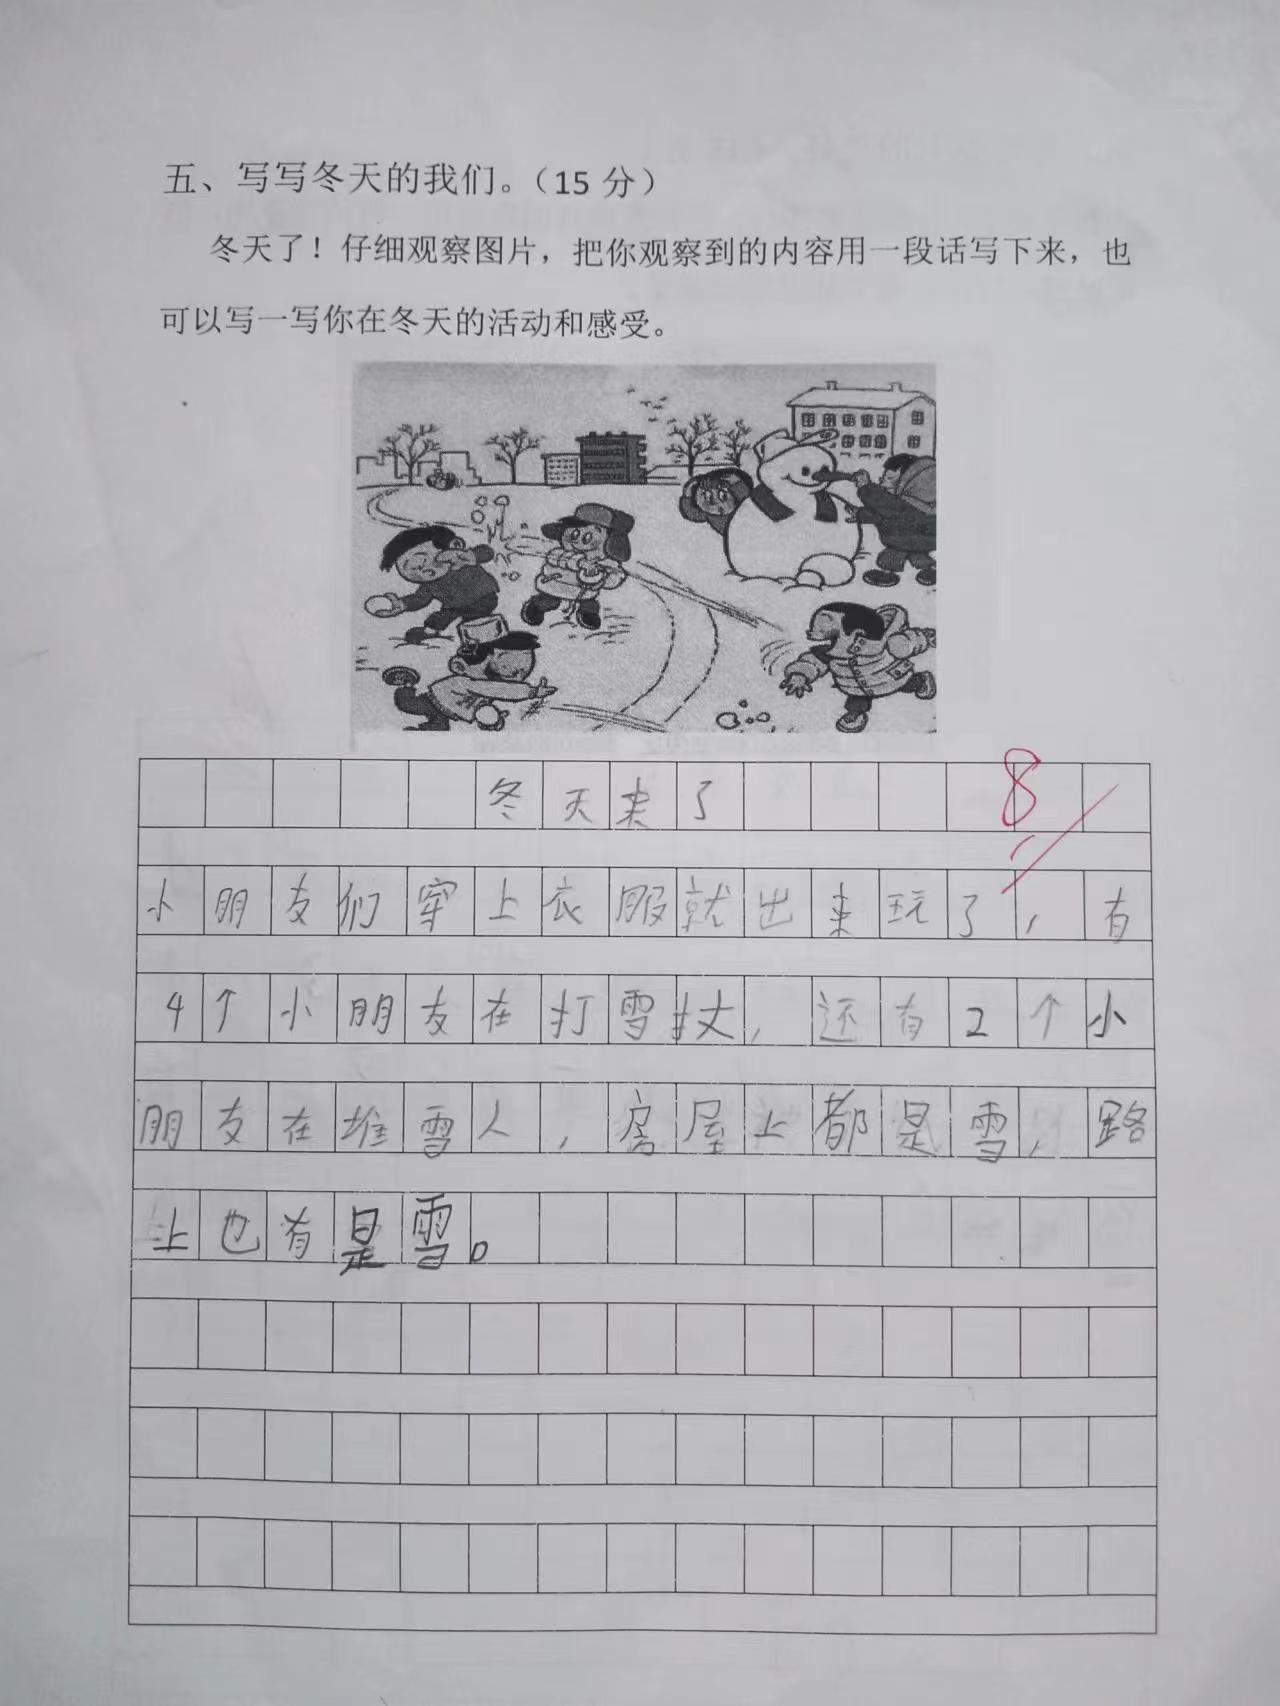 五、写写冬天的我们。（15 分）
冬天了！仔细观察图片，把你观察到的内容用一段话写下来，也
可以写一写你在冬天的活动和感受。
冬天来了
8
小朋友们穿上衣服就出来玩了，有
4个小朋友在打雪扙，还有2个小
朋友在堆雪人，房屋上都是雪，路
上也有是雪。